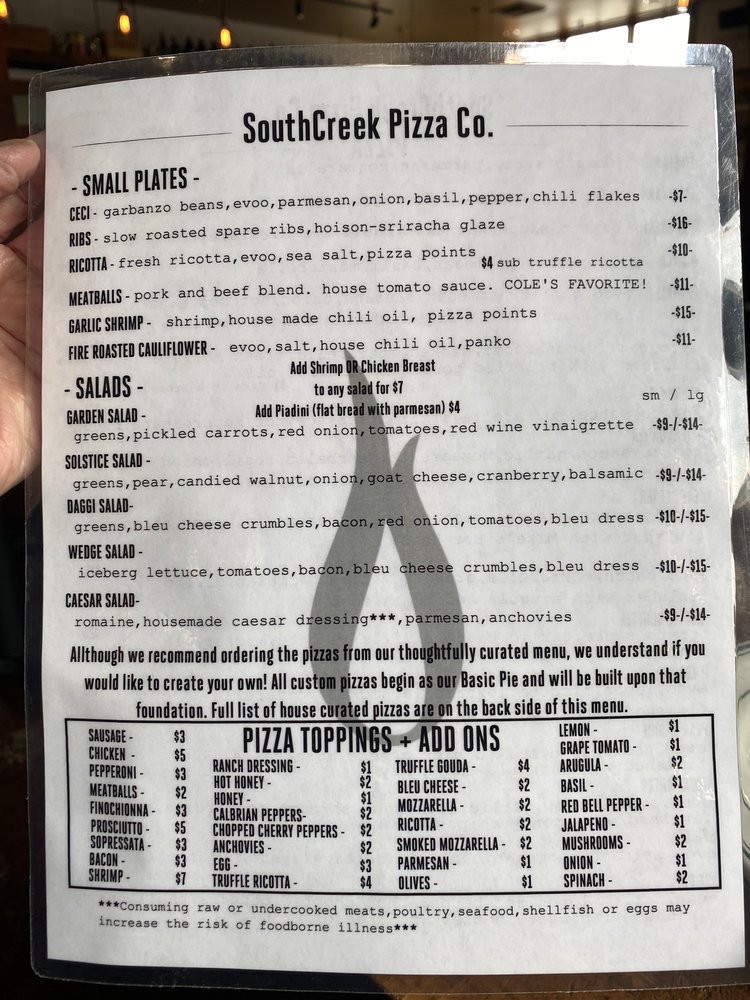 SouthCreek Pizza Co.
- SMALL PLATES -
CECI - garbanzo beans,evoo,parmesan,onion,basil,pepper,chili flakes -$7-
RIBS - slow roasted spare ribs,hoison-sriracha glaze -$16-
RICOTTA - fresh ricotta,evoo,sea salt,pizza points $4 sub truffle ricotta -$10-
MEATBALLS - pork and beef blend. house tomato sauce. COLE'S FAVORITE! -$11-
GARLIC SHRIMP - shrimp,house made chili oil, pizza points -$15-
FIRE ROASTED CAULIFLOWER - evoo,salt,house chili oil,panko -$11-
Add Shrimp OR Chicken Breast
to any salad for $7
Add Piadini (flat bread with parmesan) $4
- SALADS -
sm / lg
GARDEN SALAD -
greens,pickled carrots,red onion,tomatoes,red wine vinaigrette -$9-/-$14-
SOLSTICE SALAD -
greens,pear,candied walnut,onion,goat cheese,cranberry,balsamic -$9-/-$14-
DAGGI SALAD-
greens,bleu cheese crumbles,bacon,red onion,tomatoes,bleu dress -$10-/-$15-
WEDGE SALAD -
iceberg lettuce,tomatoes,bacon,bleu cheese crumbles,bleu dress -$10-/-$15-
CAESAR SALAD-
romaine,housemade caesar dressing***,parmesan,anchovies -$9-/-$14-
Allthough we recommend ordering the pizzas from our thoughtfully curated menu, we understand if you
would like to create your own! All custom pizzas begin as our Basic Pie and will be built upon that
foundation. Full list of house curated pizzas are on the back side of this menu.
PIZZA TOPPINGS + ADD ONS
SAUSAGE - $3
CHICKEN - $5
PEPPERONI - $3
MEATBALLS - $2
FINOCHIONNA - $3
PROSCIUTTO - $5
SOPRESSATA - $3
BACON - $3
SHRIMP - $7
RANCH DRESSING - $1
HOT HONEY - $2
HONEY - $1
CALBRIAN PEPPERS- $2
CHOPPED CHERRY PEPPERS - $2
ANCHOVIES - $2
EGG - $3
TRUFFLE RICOTTA - $4
TRUFFLE GOUDA - $4
BLEU CHEESE - $2
MOZZARELLA - $2
RICOTTA - $2
SMOKED MOZZARELLA - $2
PARMESAN - $1
OLIVES - $1
LEMON - $1
GRAPE TOMATO - $1
ARUGULA - $2
BASIL - $1
RED BELL PEPPER - $1
JALAPENO - $1
MUSHROOMS - $2
ONION - $1
SPINACH - $2
***Consuming raw or undercooked meats,poultry,seafood,shellfish or eggs may
increase the risk of foodborne illness***